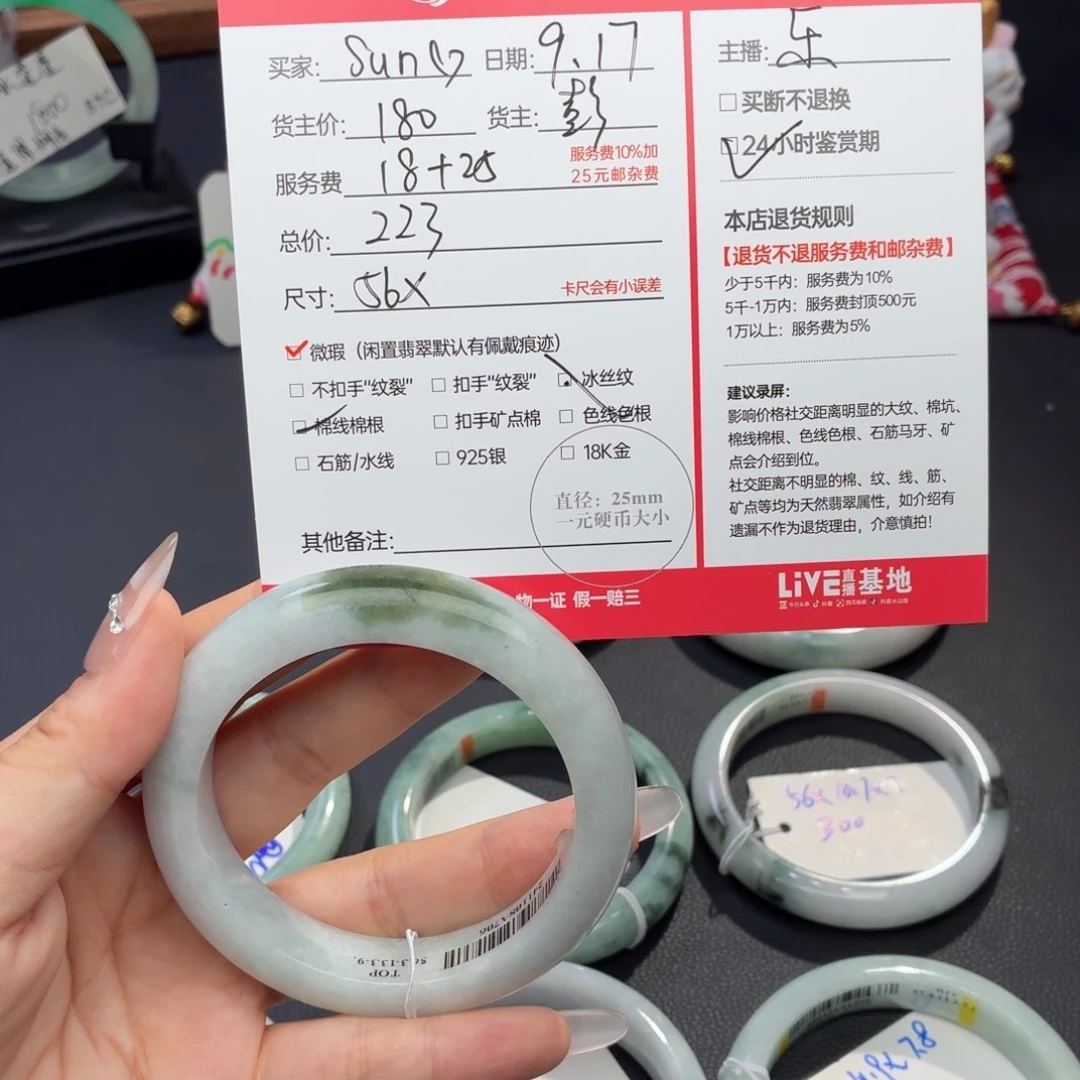 买家: Sun 日期: 9.17
货主价: 180 货主: 彭
服务费 18+25 服务费10%加
25元邮杂费
总价: 223
尺寸: 56X 卡尺会有小误差
微瑕（闲置翡翠默认有佩戴痕迹）
不扣手"纹裂" 扣手"纹裂" 冰丝纹
棉线棉根 扣手矿点棉 色线色根
石筋/水线 925银 18K金
直径：25mm
一元硬币大小
其他备注:
物一证 假一赔三
主播: 乐
买断不退换
24小时鉴赏期
本店退货规则
【退货不退服务费和邮杂费】
少于5千内：服务费为10%
5千-1万内：服务费封顶500元
1万以上：服务费为5%
建议录屏：
影响价格社交距离明显的大纹、棉坑、
棉线棉根、色线色根、石筋马牙、矿
点会介绍到位。
社交距离不明显的棉、纹、线、筋、
矿点等均为天然翡翠属性，如介绍有
遗漏不作为退货理由，介意慎拍！
LiVE直播基地
TOP
300